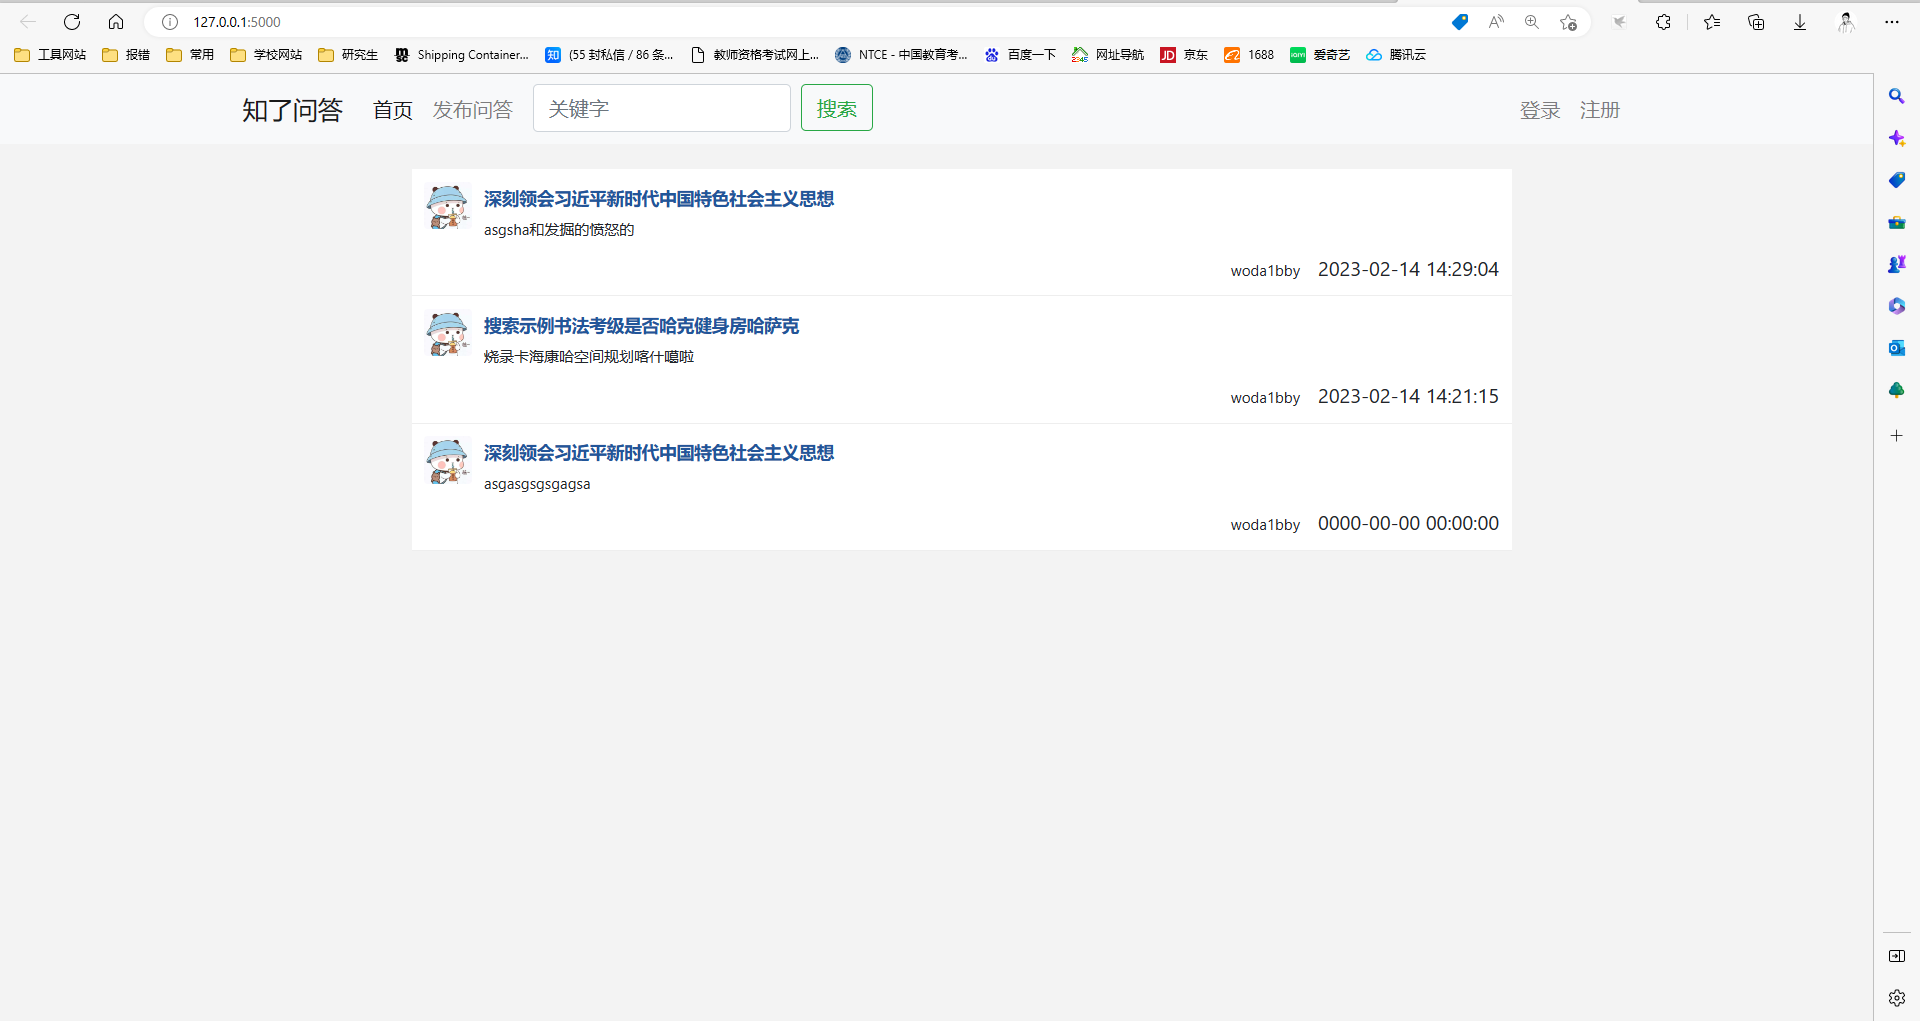 127.0.0.1:5000
工具网站 报错 常用 学校网站 研究生 Shipping Container... 知 (55 封私信 / 86 条... 教师资格考试网上... NTCE - 中国教育考... 百度一下 2345 网址导航 JD 京东 1688 爱奇艺 腾讯云
知了问答 首页 发布问答 关键字 搜索 登录 注册
深刻领会习近平新时代中国特色社会主义思想
asgsha和发掘的愤怒的
woda1bby 2023-02-14 14:29:04
搜索示例书法考级是否哈克健身房哈萨克
烧录卡海康哈空间规划喀什噶啦
woda1bby 2023-02-14 14:21:15
深刻领会习近平新时代中国特色社会主义思想
asgasgsgsgagsa
woda1bby 0000-00-00 00:00:00